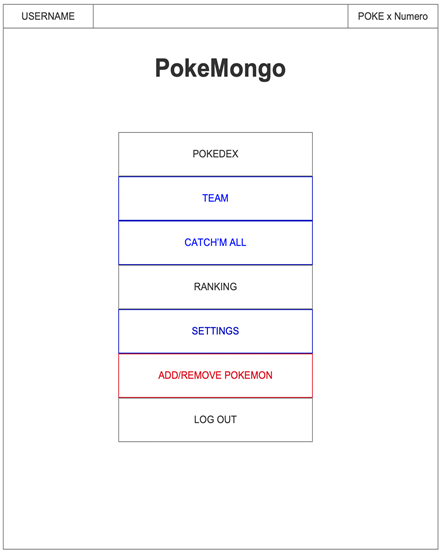 USERNAME
POKE x Numero
PokeMongo
POKEDEX
TEAM
CATCH'M ALL
RANKING
SETTINGS
ADD/REMOVE POKEMON
LOG OUT